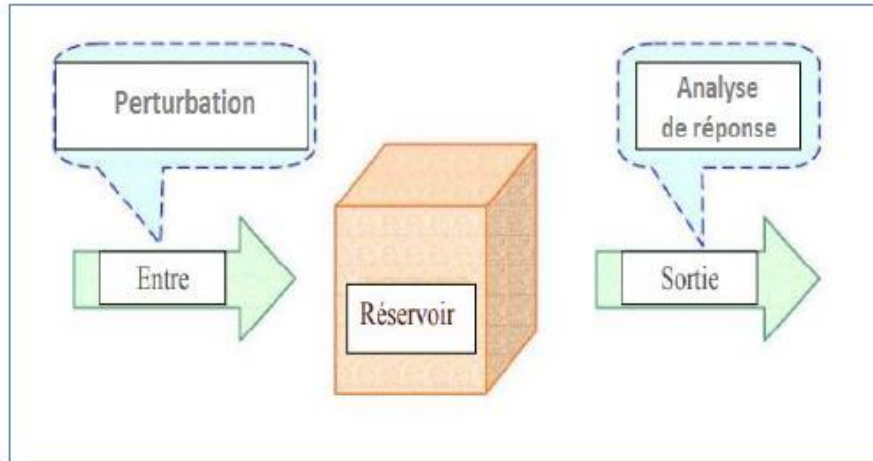 Perturbation
Analyse
de réponse
Entre
Réservoir
Sortie